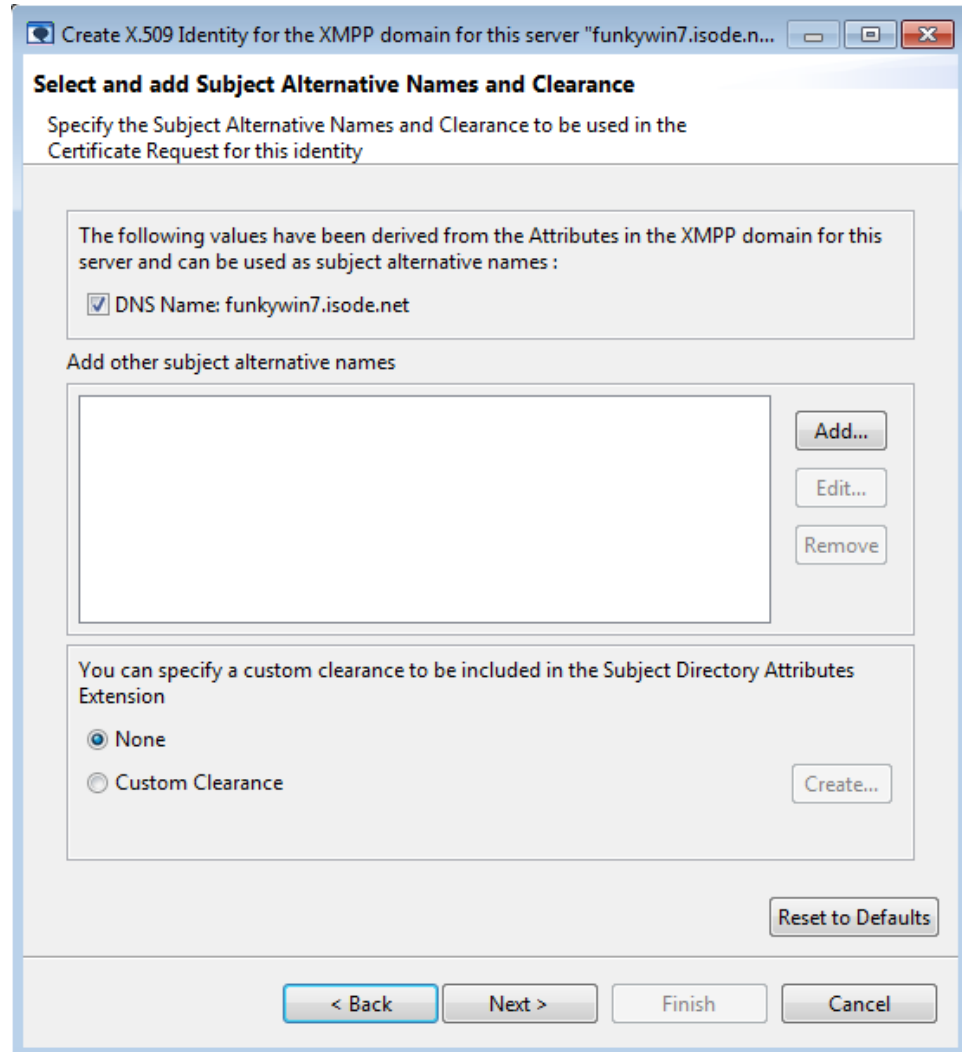 Create X.509 Identity for the XMPP domain for this server "funkywin7.isode.n...
Select and add Subject Alternative Names and Clearance
Specify the Subject Alternative Names and Clearance to be used in the
Certificate Request for this identity
The following values have been derived from the Attributes in the XMPP domain for this
server and can be used as subject alternative names :
DNS Name: funkywin7.isode.net
Add other subject alternative names
Add...
Edit...
Remove
You can specify a custom clearance to be included in the Subject Directory Attributes
Extension
None
Custom Clearance
Create...
Reset to Defaults
< Back
Next >
Finish
Cancel